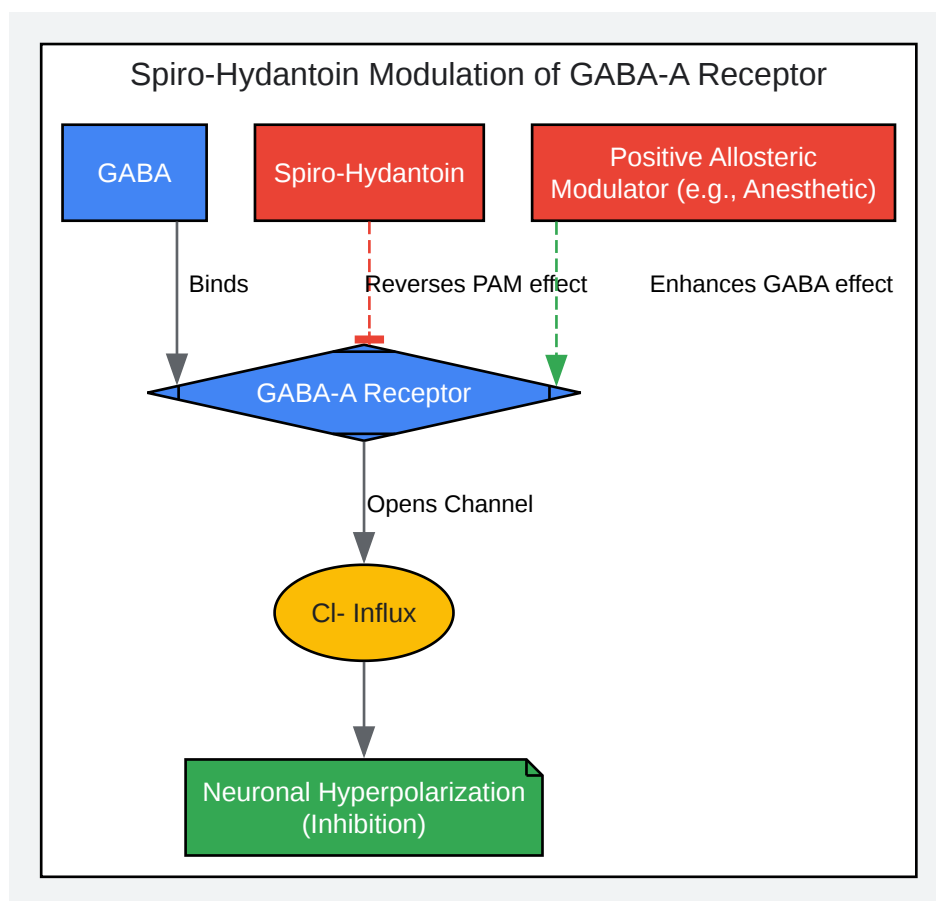 Spiro-Hydantoin Modulation of GABA-A Receptor
GABA
Spiro-Hydantoin
Positive Allosteric
Modulator (e.g., Anesthetic)
Binds
Reverses PAM effect
Enhances GABA effect
GABA-A Receptor
Opens Channel
Cl- Influx
Neuronal Hyperpolarization
(Inhibition)